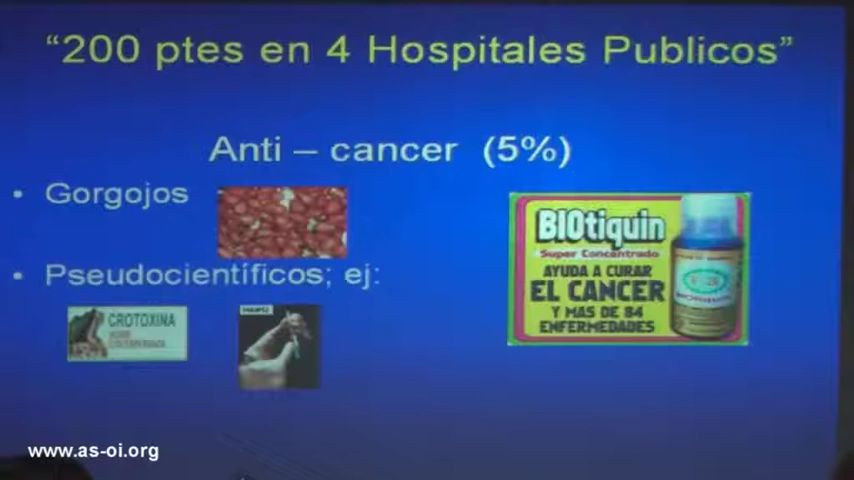 “200 ptes en 4 Hospitales Publicos”
Anti – cancer (5%)
• Gorgojos
• Pseudocientíficos; ej:
BIOtiquin
Super Concentrado
AYUDA A CURAR
EL CANCER
Y MAS DE 84
ENFERMEDADES
CROTOXINA
www.as-oi.org